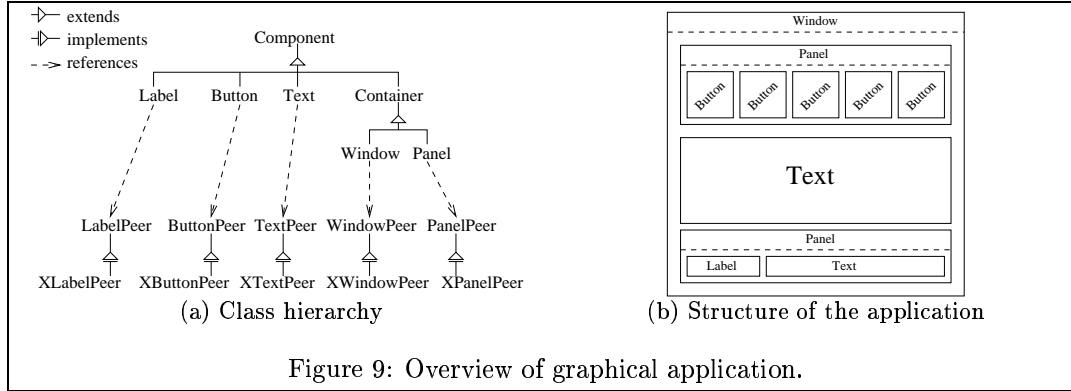 extends
implements
references
Component
Label Button Text Container
Window Panel
LabelPeer ButtonPeer TextPeer WindowPeer PanelPeer
XLabelPeer XButtonPeer XTextPeer XWindowPeer XPanelPeer
(a) Class hierarchy
Window
Panel
Button Button Button Button Button
Text
Panel
Label Text
(b) Structure of the application
Figure 9: Overview of graphical application.